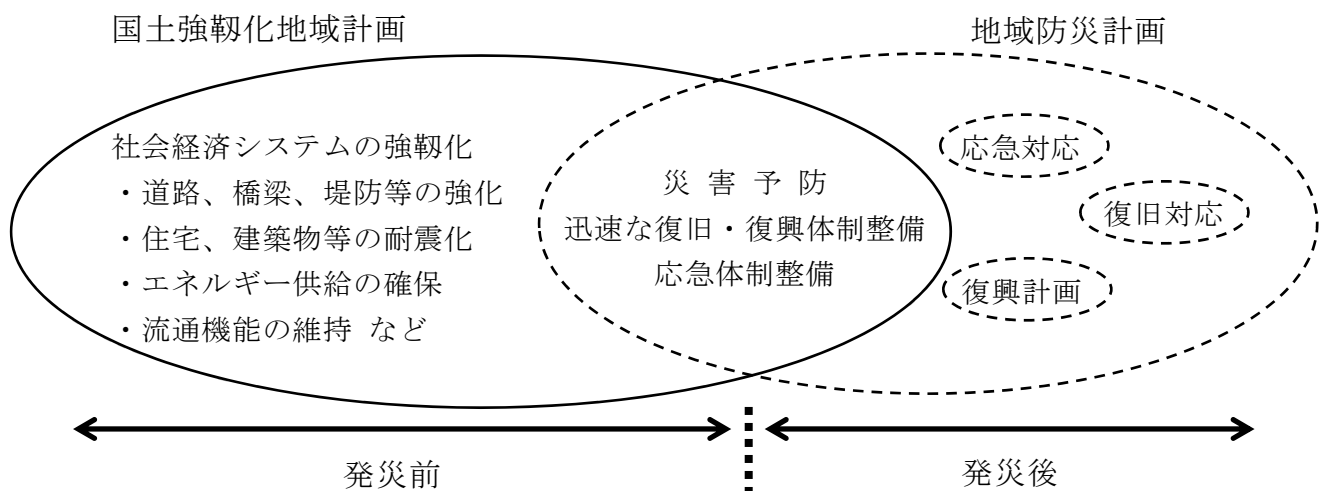 国土強靱化地域計画
地域防災計画
社会経済システムの強靱化
・道路、橋梁、堤防等の強化
・住宅、建築物等の耐震化
・エネルギー供給の確保
・流通機能の維持 など
災 害 予 防
迅速な復旧・復興体制整備
応急体制整備
応急対応
復旧対応
復興計画
発災前
発災後